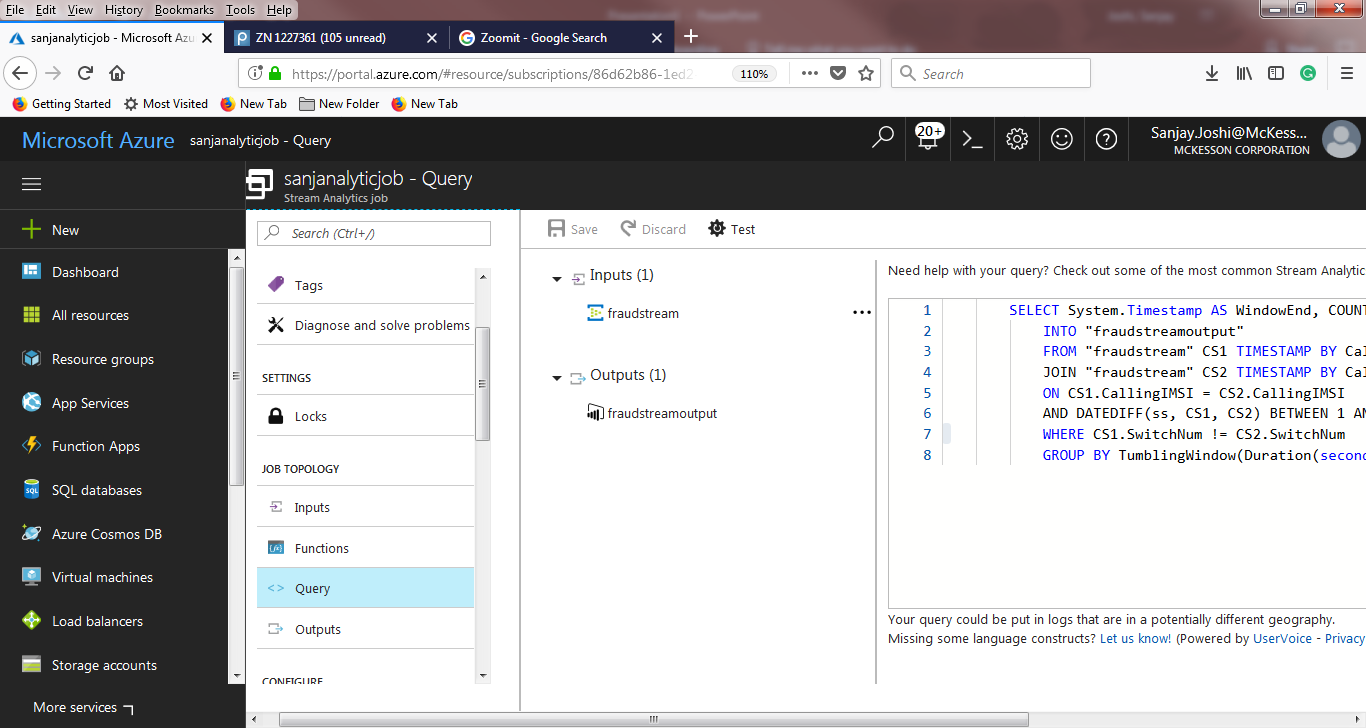 File Edit View History Bookmarks Tools Help
sanjanalyticjob - Microsoft Azu
ZN 1227361 (105 unread)
Zoomit - Google Search
https://portal.azure.com/#resource/subscriptions/86d62b86-1ed2
110%
Search
Getting Started Most Visited New Tab New Folder New Tab
Microsoft Azure sanjanalyticjob - Query
20+
Sanjay.Joshi@McKess...
MCKESSON CORPORATION
sanjanalyticjob - Query
Stream Analytics job
New
Dashboard
All resources
Resource groups
App Services
Function Apps
SQL databases
Azure Cosmos DB
Virtual machines
Load balancers
Storage accounts
More services
Search (Ctrl+/)
Tags
Diagnose and solve problems
SETTINGS
Locks
JOB TOPOLOGY
Inputs
Functions
Query
Outputs
CONFIGURE
Save Discard Test
Inputs (1)
fraudstream
Outputs (1)
fraudstreamoutput
Need help with your query? Check out some of the most common Stream Analytic
1 SELECT System.Timestamp AS WindowEnd, COUNT
2 INTO "fraudstreamoutput"
3 FROM "fraudstream" CS1 TIMESTAMP BY Cal
4 JOIN "fraudstream" CS2 TIMESTAMP BY Cal
5 ON CS1.CallingIMSI = CS2.CallingIMSI
6 AND DATEDIFF(ss, CS1, CS2) BETWEEN 1 AN
7 WHERE CS1.SwitchNum != CS2.SwitchNum
8 GROUP BY TumblingWindow(Duration(secon
Your query could be put in logs that are in a potentially different geography.
Missing some language constructs? Let us know! (Powered by UserVoice - Privacy